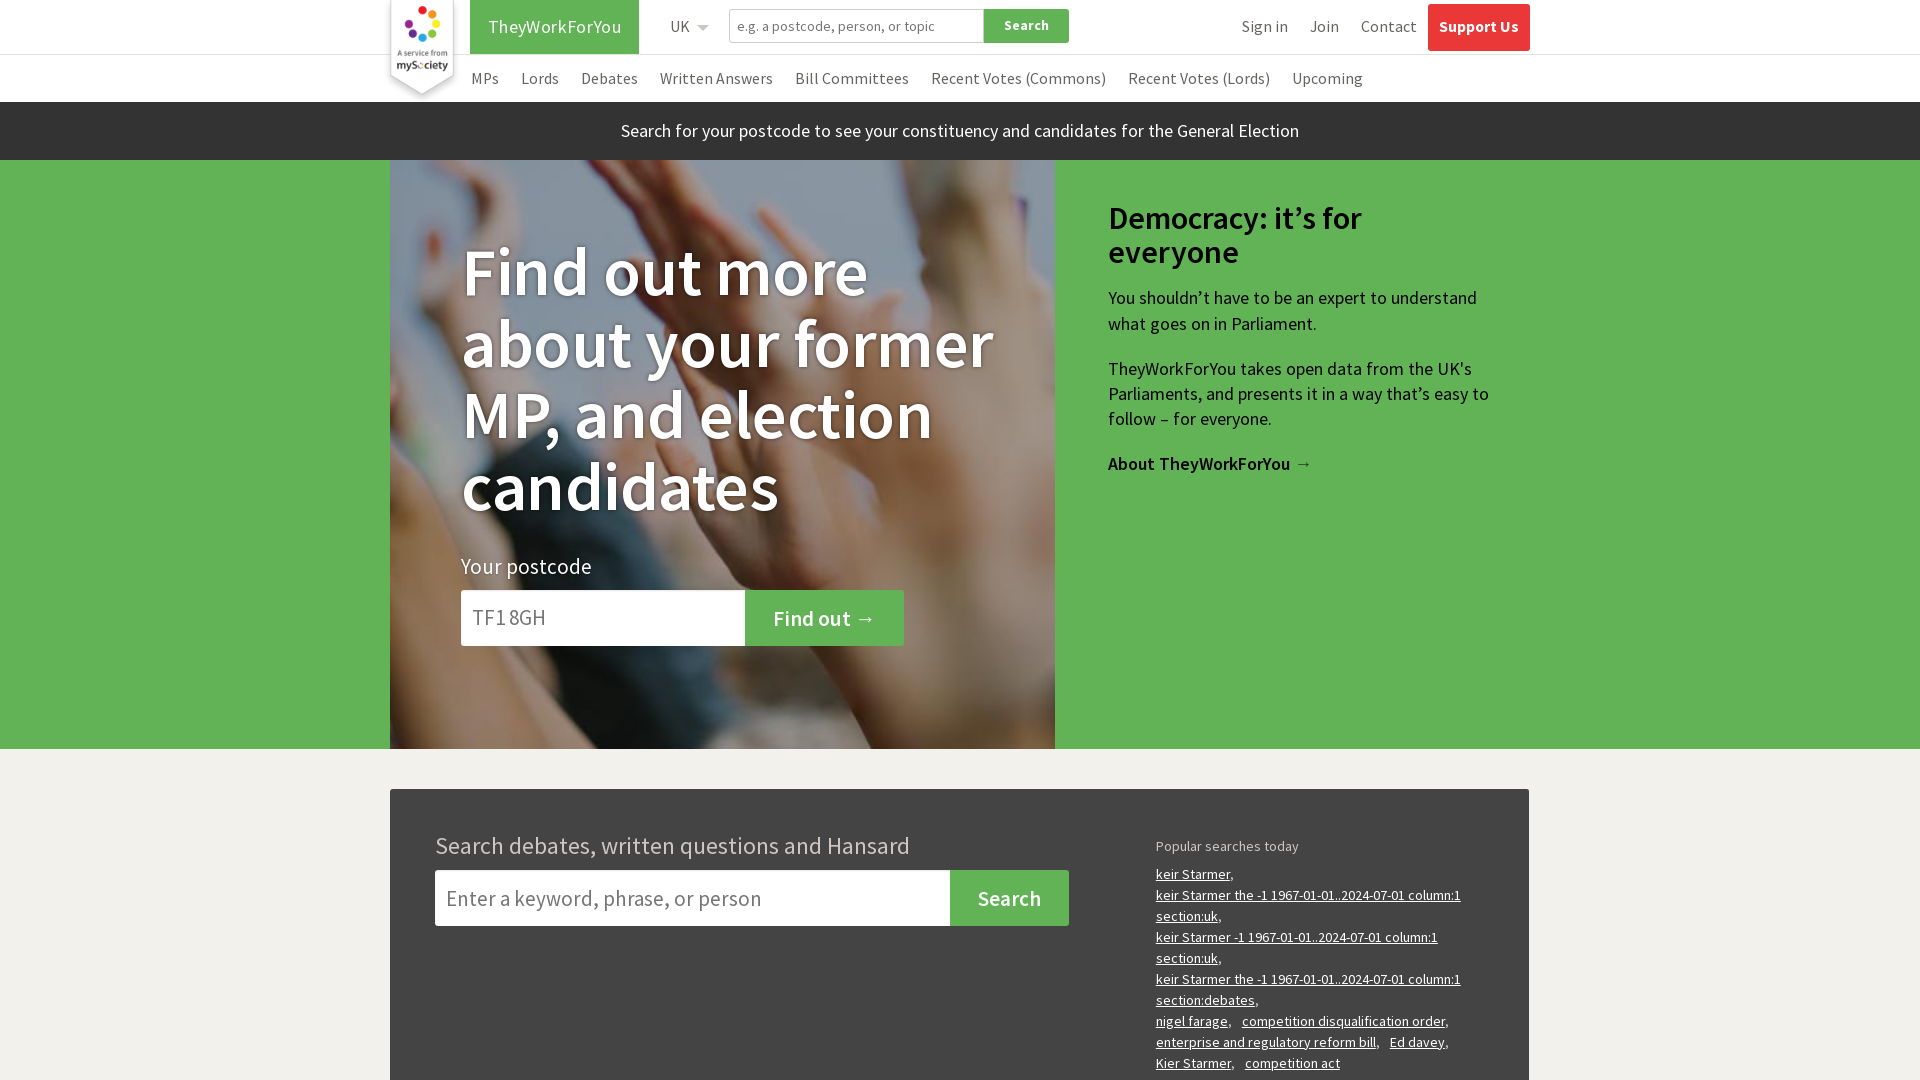 A service from
mySociety
TheyWorkForYou
UK
e.g. a postcode, person, or topic
Search
Sign in
Join
Contact
Support Us
MPs
Lords
Debates
Written Answers
Bill Committees
Recent Votes (Commons)
Recent Votes (Lords)
Upcoming
Search for your postcode to see your constituency and candidates for the General Election
Find out more
about your former
MP, and election
candidates
Your postcode
TF1 8GH
Find out →
Democracy: it’s for
everyone
You shouldn’t have to be an expert to understand
what goes on in Parliament.
TheyWorkForYou takes open data from the UK's
Parliaments, and presents it in a way that’s easy to
follow – for everyone.
About TheyWorkForYou →
Search debates, written questions and Hansard
Enter a keyword, phrase, or person
Search
Popular searches today
keir Starmer,
keir Starmer the -1 1967-01-01..2024-07-01 column:1
section:uk,
keir Starmer -1 1967-01-01..2024-07-01 column:1
section:uk,
keir Starmer the -1 1967-01-01..2024-07-01 column:1
section:debates,
nigel farage, competition disqualification order,
enterprise and regulatory reform bill, Ed davey,
Kier Starmer, competition act